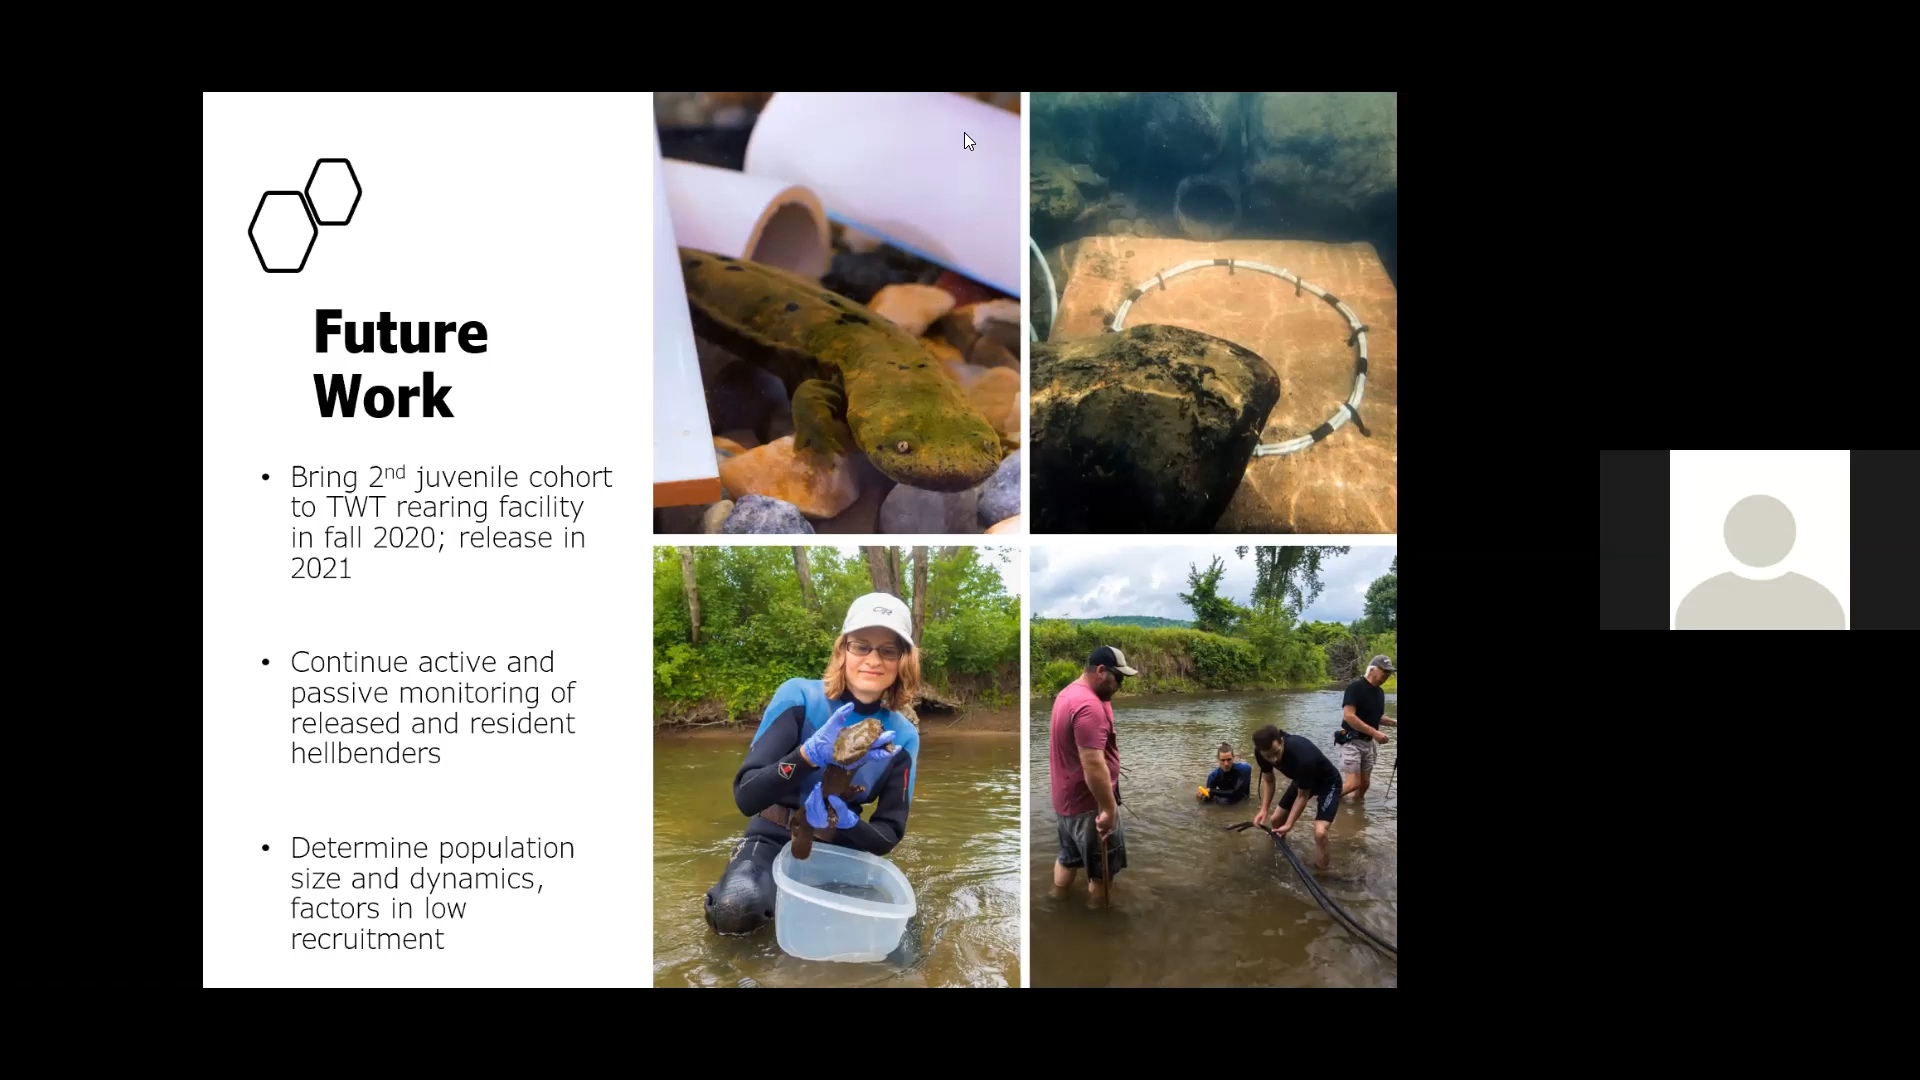 Future
Work
• Bring 2nd juvenile cohort
to TWT rearing facility
in fall 2020; release in
2021
• Continue active and
passive monitoring of
released and resident
hellbenders
• Determine population
size and dynamics,
factors in low
recruitment